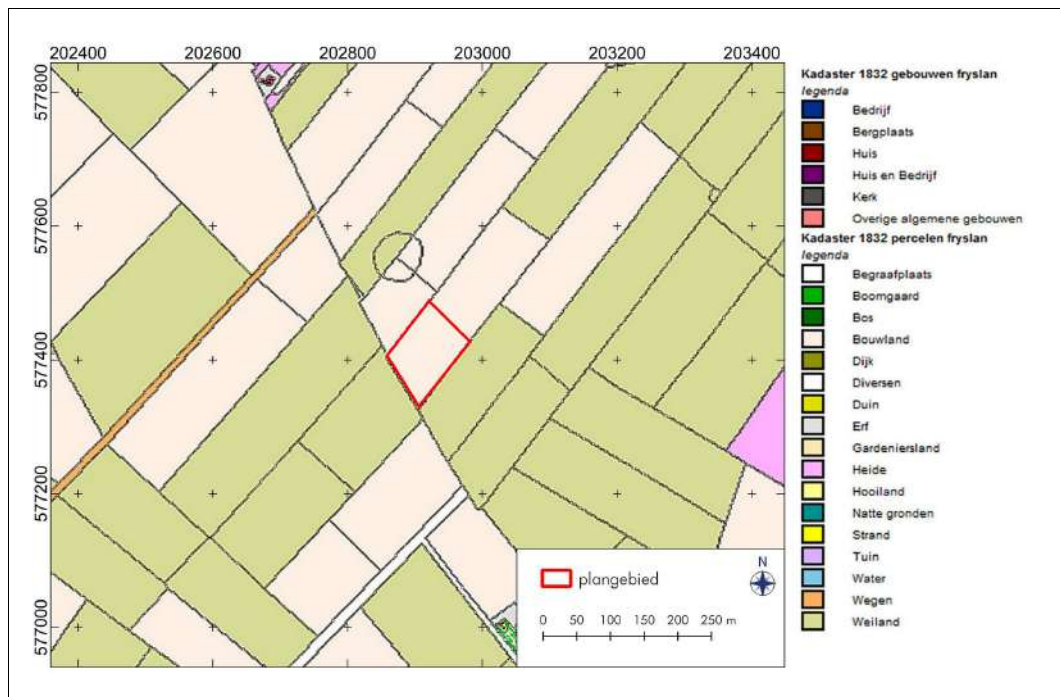 202400 202600 202800 203000 203200 203400
577800
577600
577400
577200
577000
Kadaster 1832 gebouwen fryslan
legenda
Bedrijf
Bergplaats
Huis
Huis en Bedrijf
Kerk
Overige algemene gebouwen
Kadaster 1832 percelen fryslan
legenda
Begraafplaats
Boomgaard
Bos
Bouwland
Dijk
Diversen
Duin
Erf
Gardeniersland
Heide
Hooiland
Natte gronden
Strand
Tuin
Water
Wegen
Weiland
N
plangebied
0 50 100 150 200 250 m